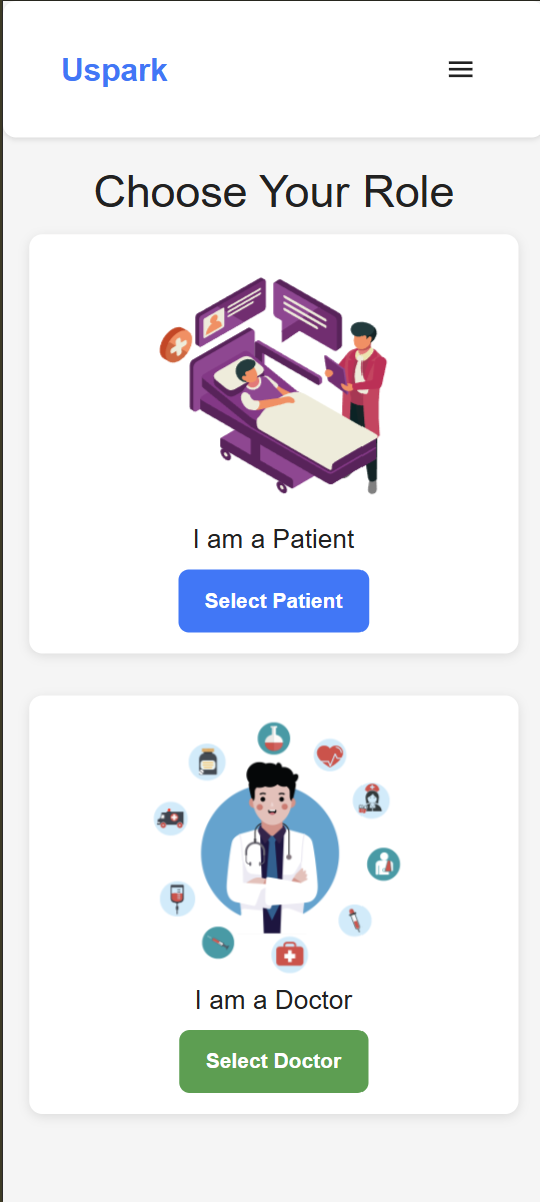 Uspark
Choose Your Role
I am a Patient
Select Patient
I am a Doctor
Select Doctor